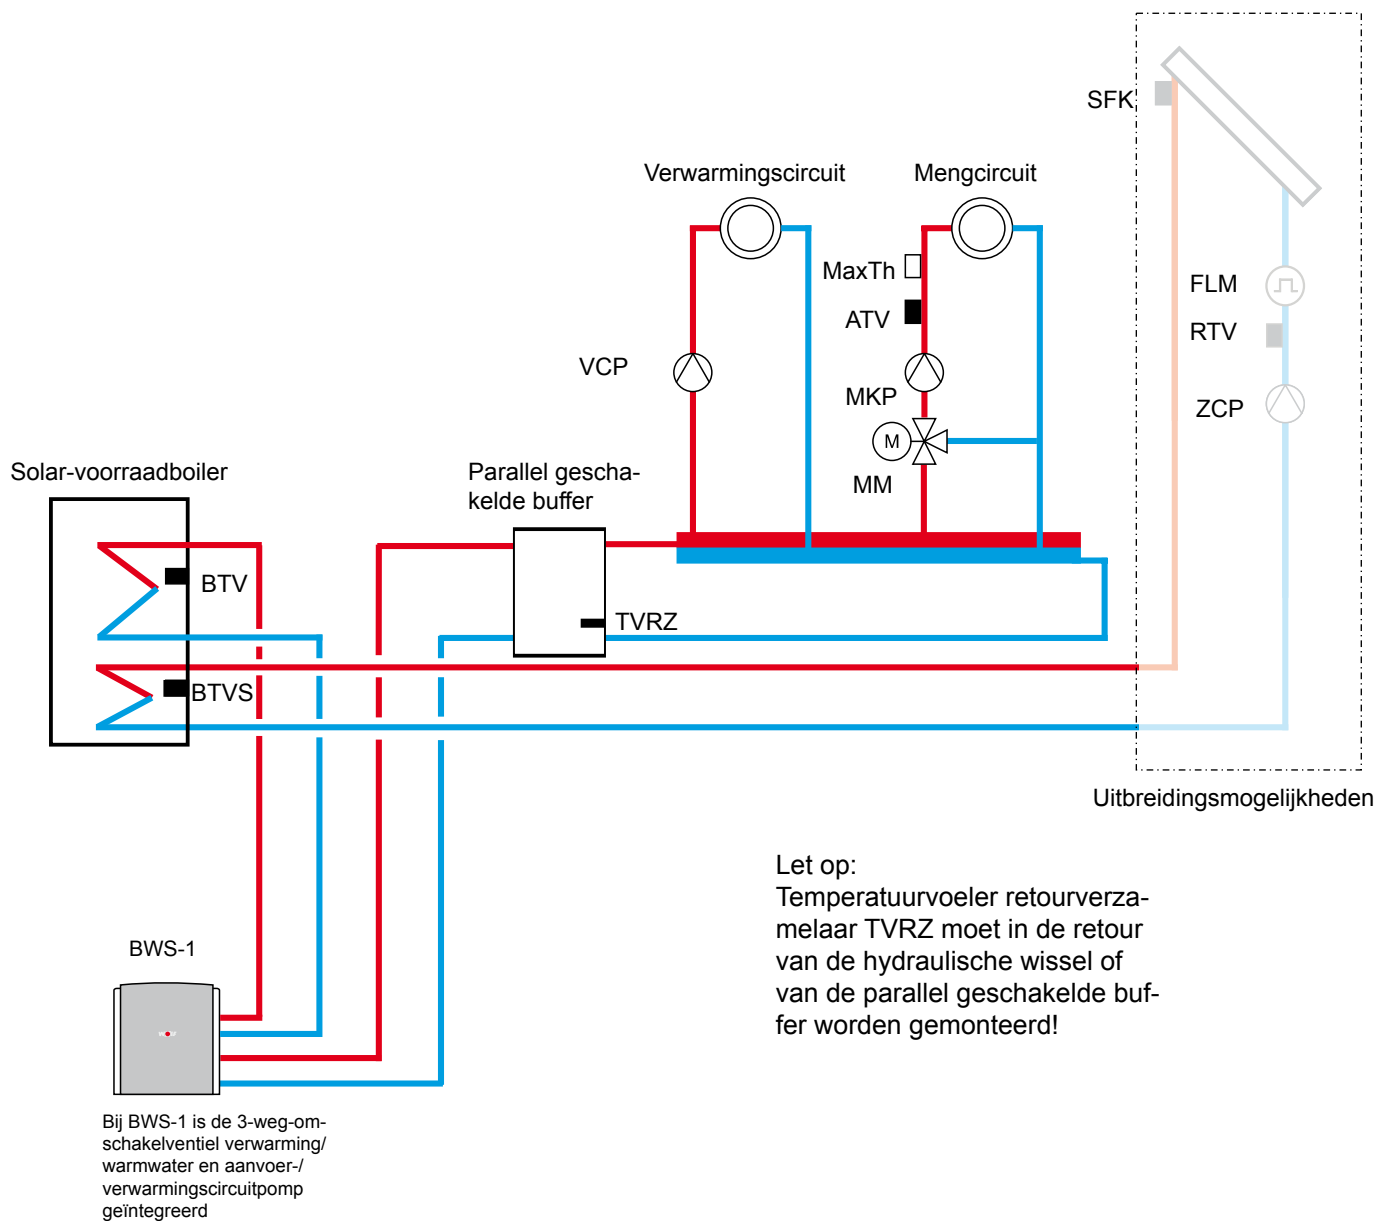 SFK
Verwarmingscircuit
Mengcircuit
MaxTh
FLM
ATV
RTV
VCP
MKP
ZCP
M
MM
Solar-voorraadboiler
Parallel gescha-
kelde buffer
BTV
TVRZ
BTVS
Uitbreidingsmogelijkheden
Let op:
Temperatuurvoeler retourverza-
melaar TVRZ moet in de retour
van de hydraulische wissel of
van de parallel geschakelde buf-
fer worden gemonteerd!
BWS-1
Bij BWS-1 is de 3-weg-om-
schakelventiel verwarming/
warmwater en aanvoer-/
verwarmingscircuitpomp
geïntegreerd